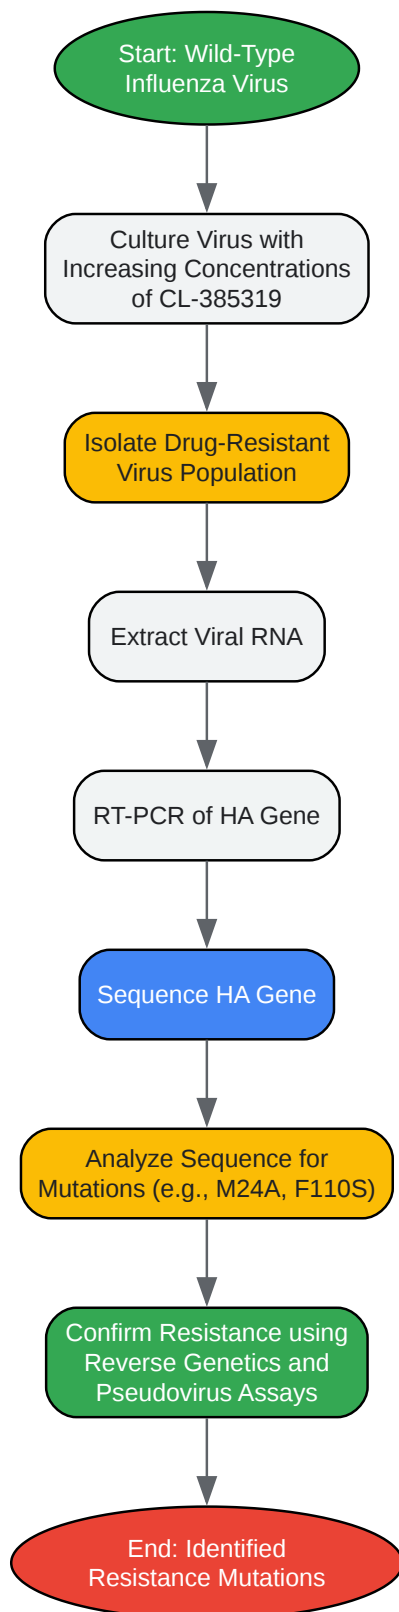 Start: Wild-Type
Influenza Virus
Culture Virus with
Increasing Concentrations
of CL-385319
Isolate Drug-Resistant
Virus Population
Extract Viral RNA
RT-PCR of HA Gene
Sequence HA Gene
Analyze Sequence for
Mutations (e.g., M24A, F110S)
Confirm Resistance using
Reverse Genetics and
Pseudovirus Assays
End: Identified
Resistance Mutations